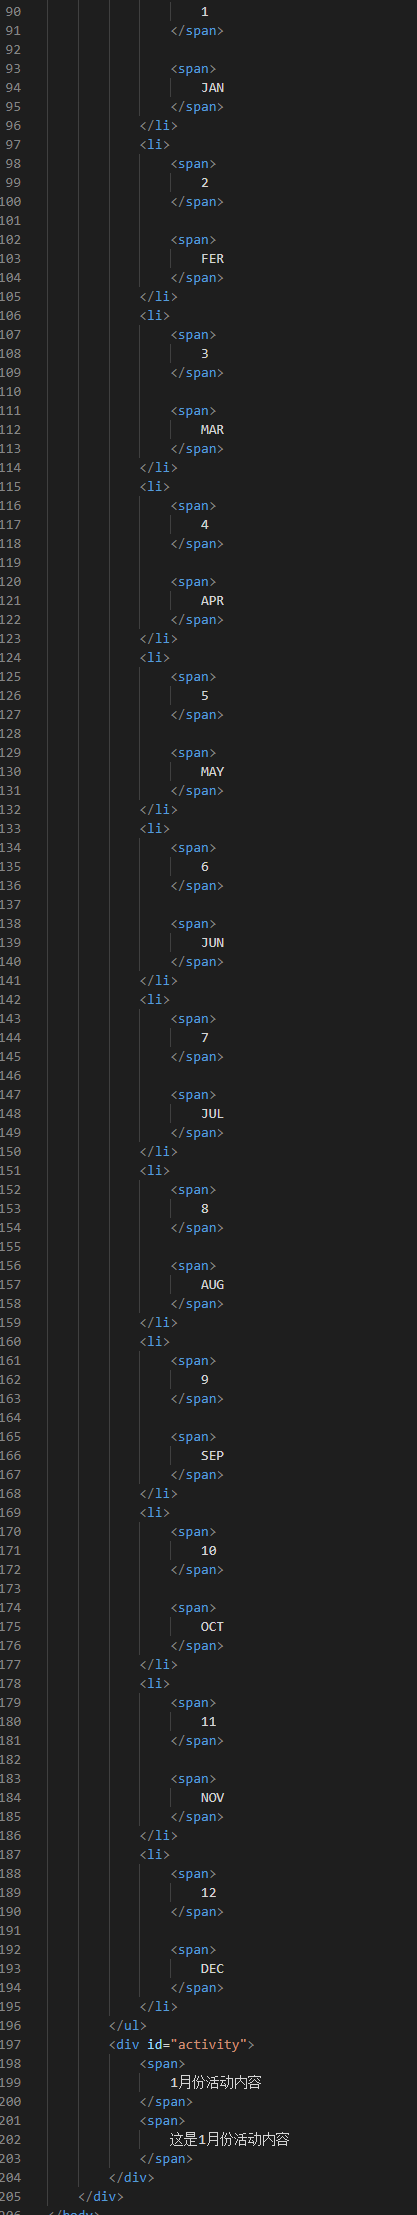 90 1
91 </span>
92
93 <span>
94 JAN
95 </span>
96 </li>
97 <li>
98 <span>
99 2
100 </span>
101
102 <span>
103 FER
104 </span>
105 </li>
106 <li>
107 <span>
108 3
109 </span>
110
111 <span>
112 MAR
113 </span>
114 </li>
115 <li>
116 <span>
117 4
118 </span>
119
120 <span>
121 APR
122 </span>
123 </li>
124 <li>
125 <span>
126 5
127 </span>
128
129 <span>
130 MAY
131 </span>
132 </li>
133 <li>
134 <span>
135 6
136 </span>
137
138 <span>
139 JUN
140 </span>
141 </li>
142 <li>
143 <span>
144 7
145 </span>
146
147 <span>
148 JUL
149 </span>
150 </li>
151 <li>
152 <span>
153 8
154 </span>
155
156 <span>
157 AUG
158 </span>
159 </li>
160 <li>
161 <span>
162 9
163 </span>
164
165 <span>
166 SEP
167 </span>
168 </li>
169 <li>
170 <span>
171 10
172 </span>
173
174 <span>
175 OCT
176 </span>
177 </li>
178 <li>
179 <span>
180 11
181 </span>
182
183 <span>
184 NOV
185 </span>
186 </li>
187 <li>
188 <span>
189 12
190 </span>
191
192 <span>
193 DEC
194 </span>
195 </li>
196 </ul>
197 <div id="activity">
198 <span>
199 1月份活动内容
200 </span>
201 <span>
202 这是1月份活动内容
203 </span>
204 </div>
205 </div>
206 </body>